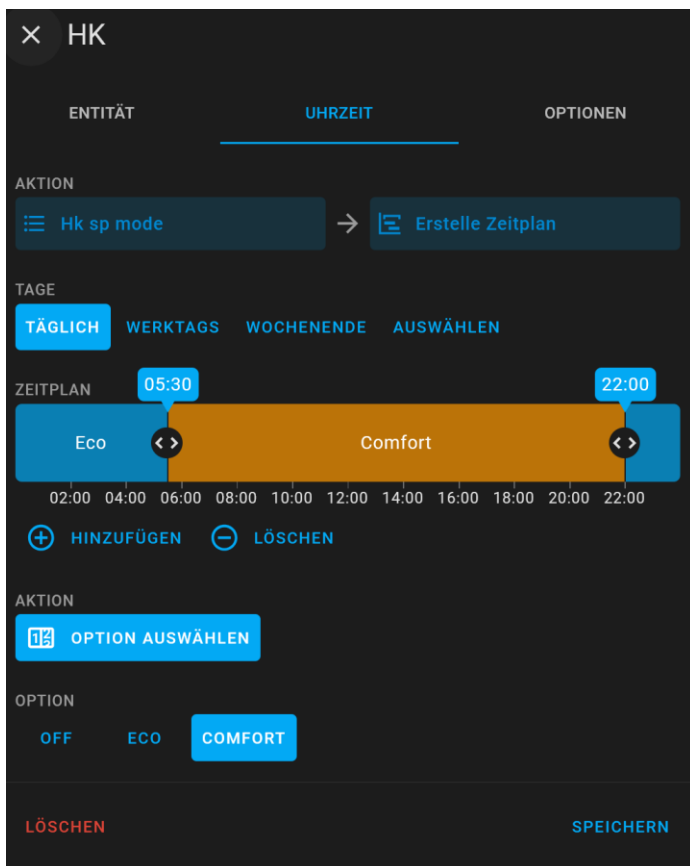 HK
ENTITÄT UHRZEIT OPTIONEN
AKTION
Hk sp mode Erstelle Zeitplan
TAGE
TÄGLICH WERKTAGS WOCHENENDE AUSWÄHLEN
ZEITPLAN 05:30 22:00
Eco Comfort
02:00 04:00 06:00 08:00 10:00 12:00 14:00 16:00 18:00 20:00 22:00
HINZUFÜGEN LÖSCHEN
AKTION
OPTION AUSWÄHLEN
OPTION
OFF ECO COMFORT
LÖSCHEN SPEICHERN